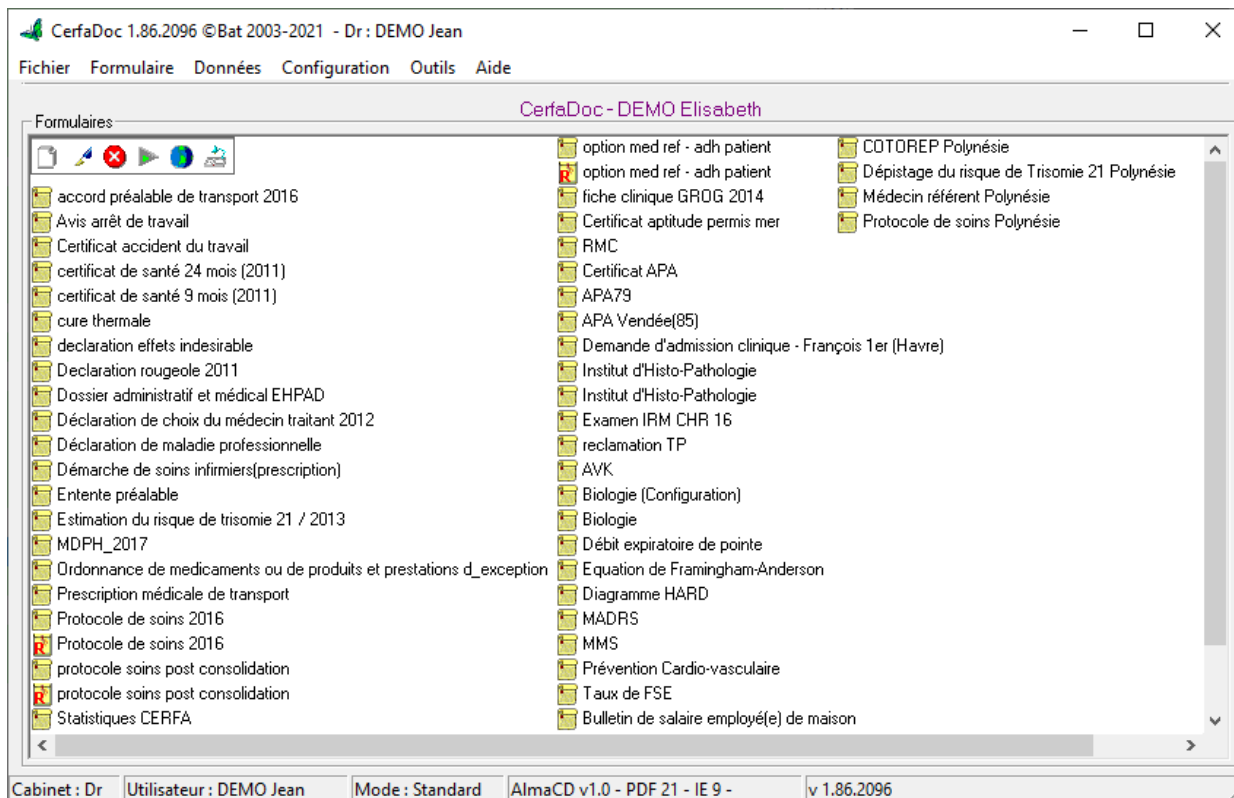 CerfaDoc 1.86.2096 ©Bat 2003-2021 - Dr : DEMO Jean
Fichier Formulaire Données Configuration Outils Aide
CerfaDoc - DEMO Elisabeth
Formulaires
accord préalable de transport 2016
Avis arrêt de travail
Certificat accident du travail
certificat de santé 24 mois (2011)
certificat de santé 9 mois (2011)
cure thermale
declaration effets indesirable
Declaration rougeole 2011
Dossier administratif et médical EHPAD
Déclaration de choix du médecin traitant 2012
Déclaration de maladie professionnelle
Démarche de soins infirmiers(prescription)
Entente préalable
Estimation du risque de trisomie 21 / 2013
MDPH_2017
Ordonnance de medicaments ou de produits et prestations d_exception
Prescription médicale de transport
Protocole de soins 2016
R Protocole de soins 2016
protocole soins post consolidation
R protocole soins post consolidation
Statistiques CERFA
option med ref - adh patient
R option med ref - adh patient
fiche clinique GROG 2014
Certificat aptitude permis mer
RMC
Certificat APA
APA79
APA Vendée(85)
Demande d'admission clinique - François 1er (Havre)
Institut d'Histo-Pathologie
Institut d'Histo-Pathologie
Examen IRM CHR 16
reclamation TP
AVK
Biologie (Configuration)
Biologie
Débit expiratoire de pointe
Equation de Framingham-Anderson
Diagramme HARD
MADRS
MMS
Prévention Cardio-vasculaire
Taux de FSE
Bulletin de salaire employé(e) de maison
COTOREP Polynésie
Dépistage du risque de Trisomie 21 Polynésie
Médecin référent Polynésie
Protocole de soins Polynésie
Cabinet : Dr Utilisateur : DEMO Jean Mode : Standard AlmaCD v1.0 - PDF 21 - IE 9 - v 1.86.2096